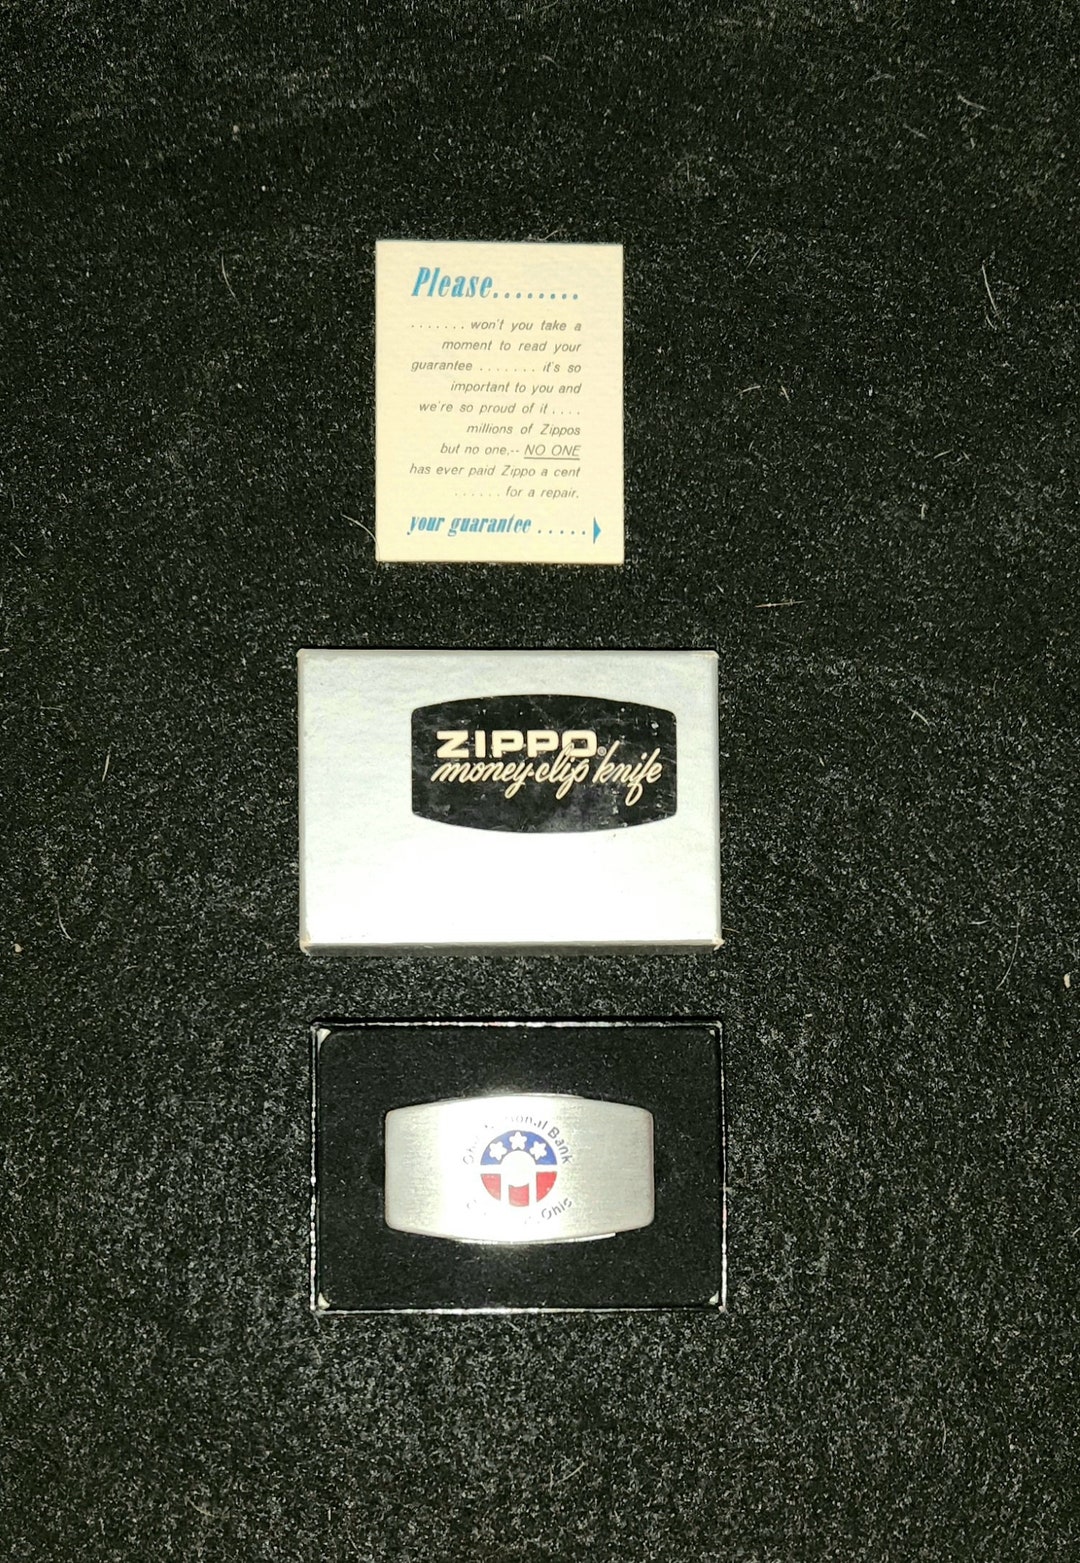 Please........
....... won't you take a
moment to read your
guarantee ....... it's so
important to you and
we're so proud of it ....
millions of Zippos
but no one,-- NO ONE
has ever paid Zippo a cent
...... for a repair.
your guarantee .....
ZIPPO®
money-clip knife
National Bank
Ohio